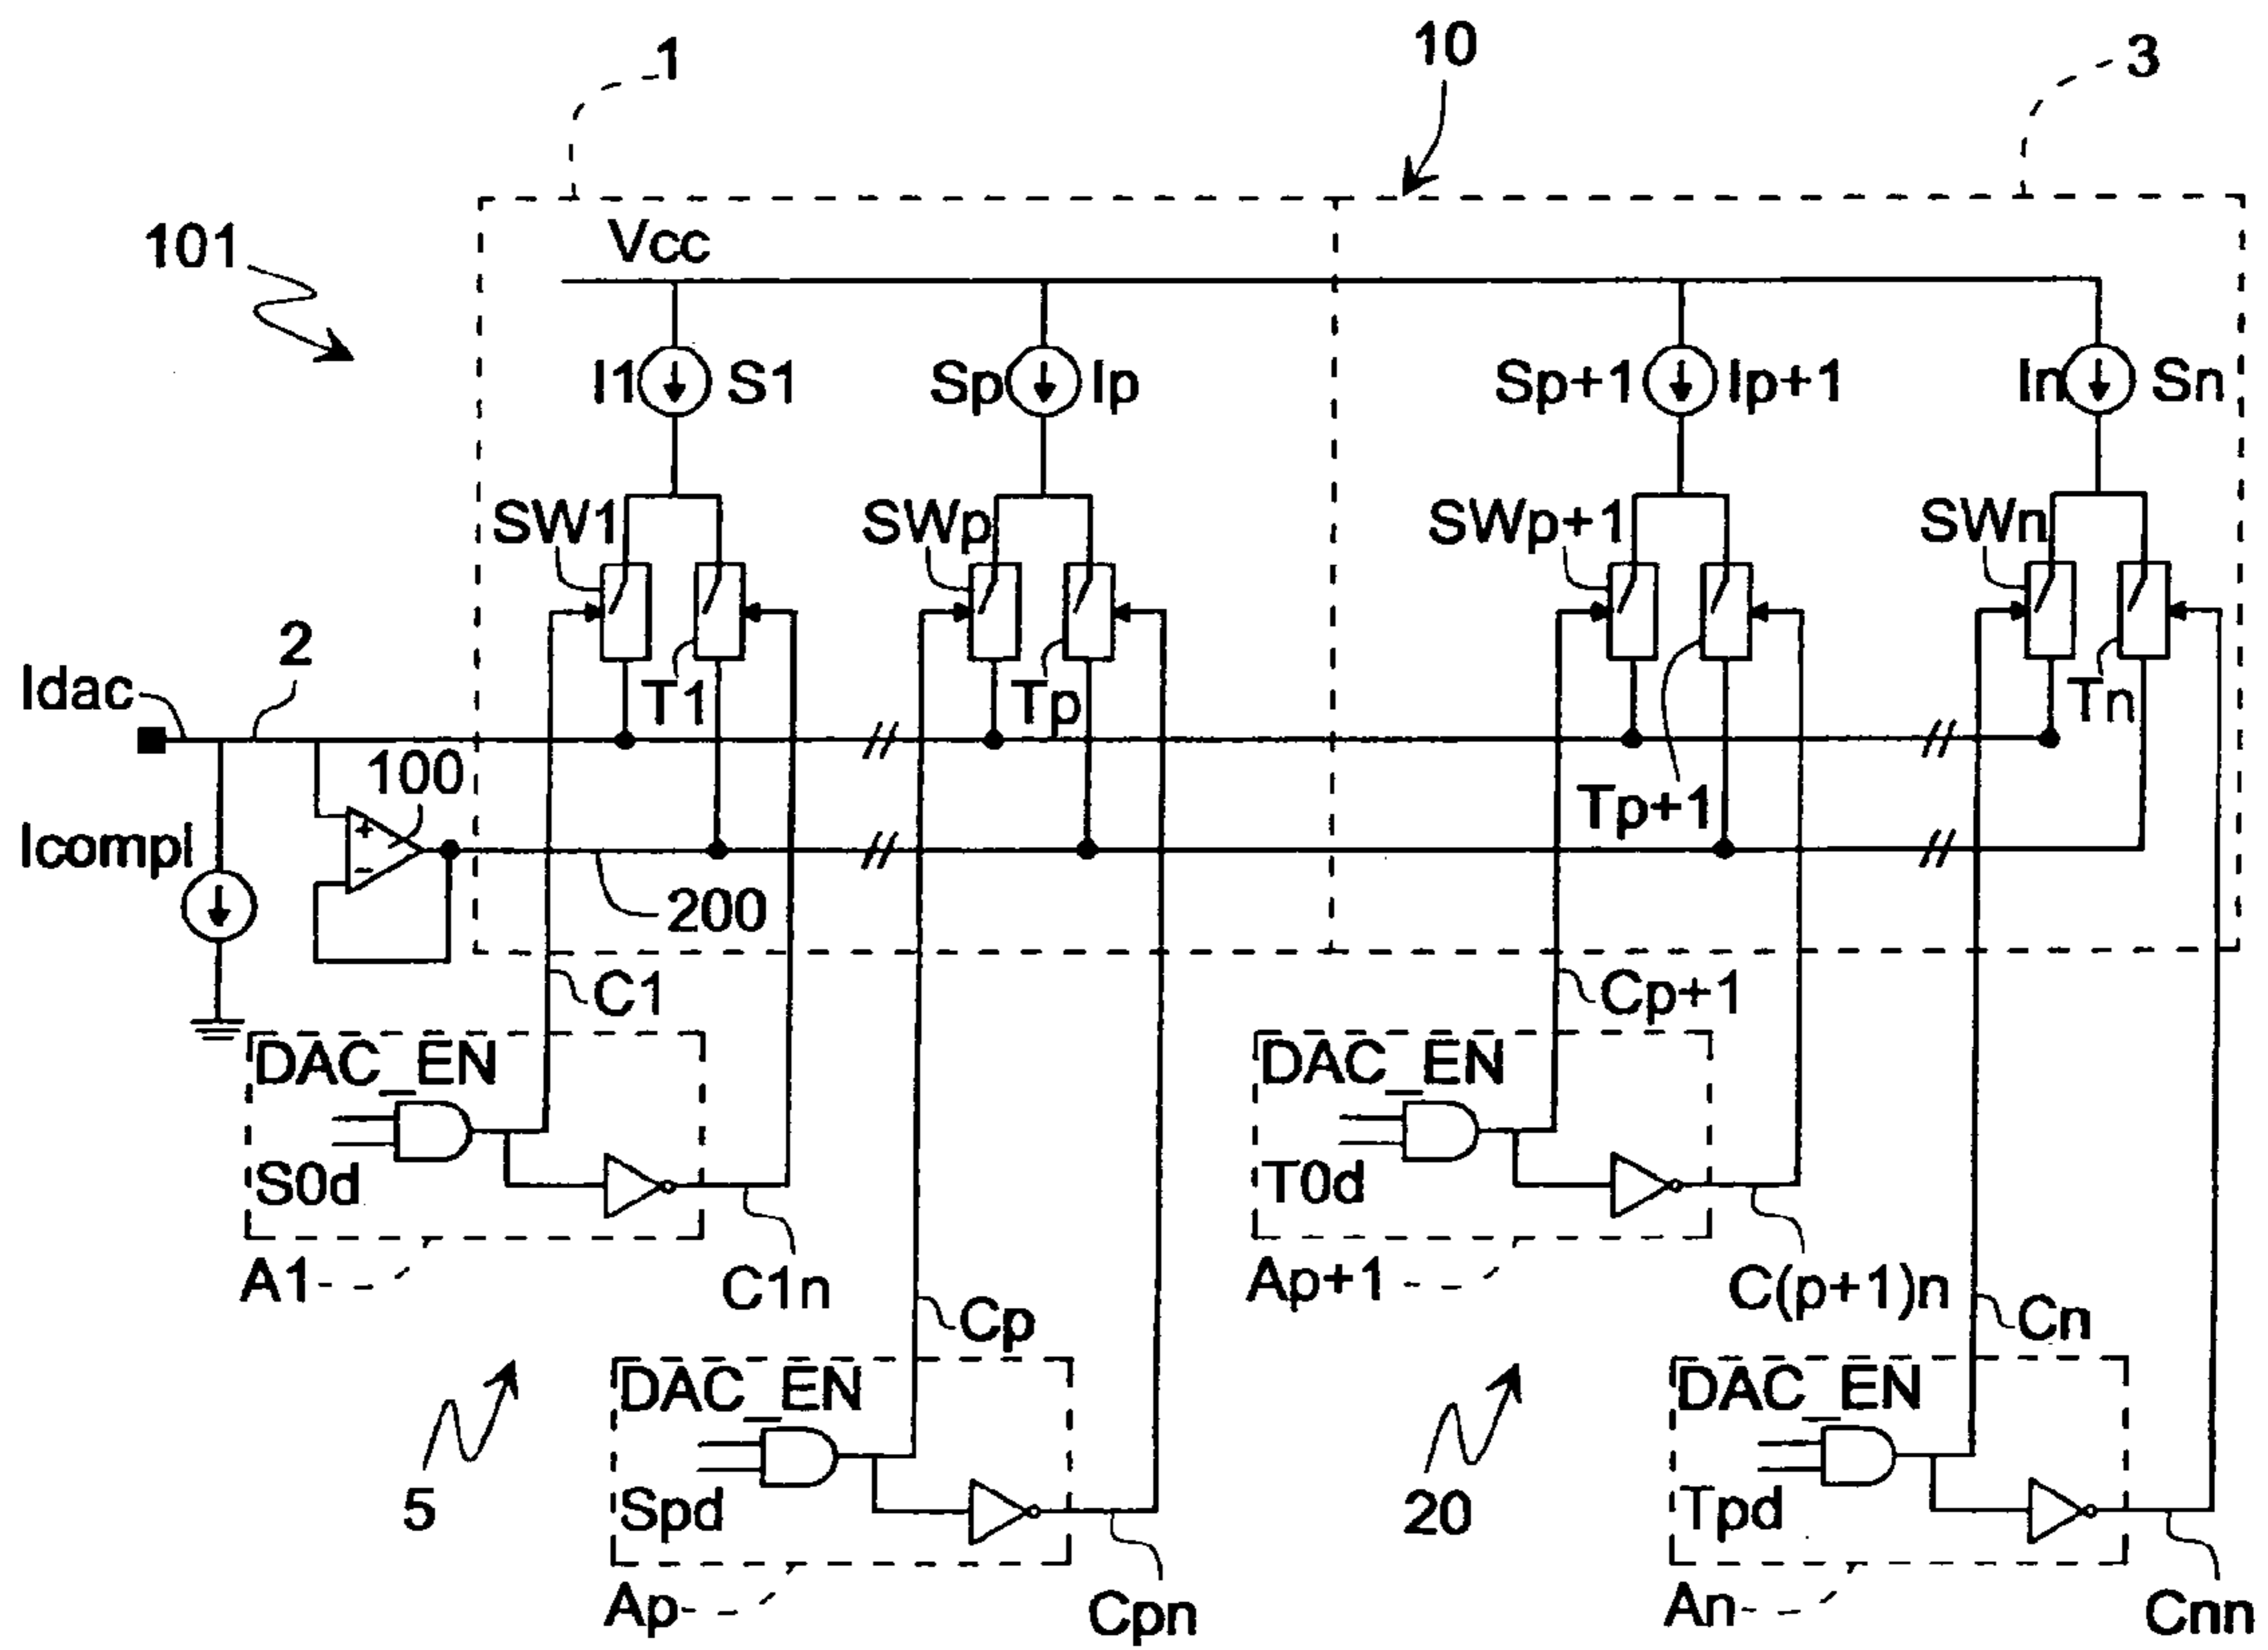 1
10
3
101
Vcc
I1
S1
Sp
Ip
Sp+1
Ip+1
In
Sn
SW1
SWp
SWp+1
SWn
2
Idac
T1
Tp
Tn
100
+
-
Tp+1
Icompl
200
C1
Cp+1
DAC_EN
S0d
A1
C1n
DAC_EN
T0d
Ap+1
C(p+1)n
Cp
Cn
DAC_EN
Spd
Ap
Cpn
5
20
DAC_EN
Tpd
An
Cnn